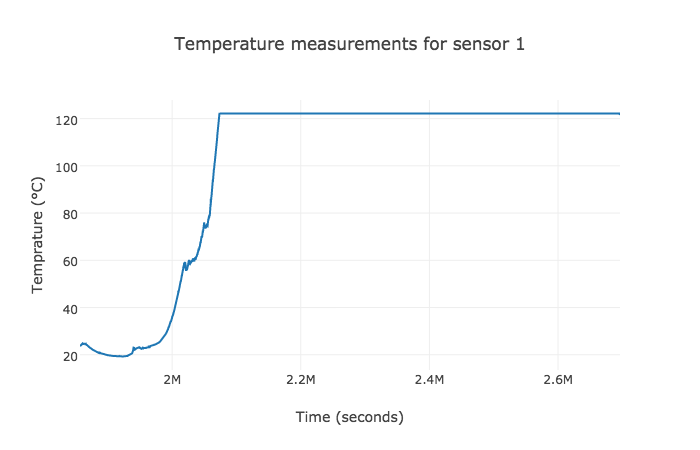 Temperature measurements for sensor 1
Temprature (°C)
120
100
80
60
40
20
2M
2.2M
2.4M
2.6M
Time (seconds)